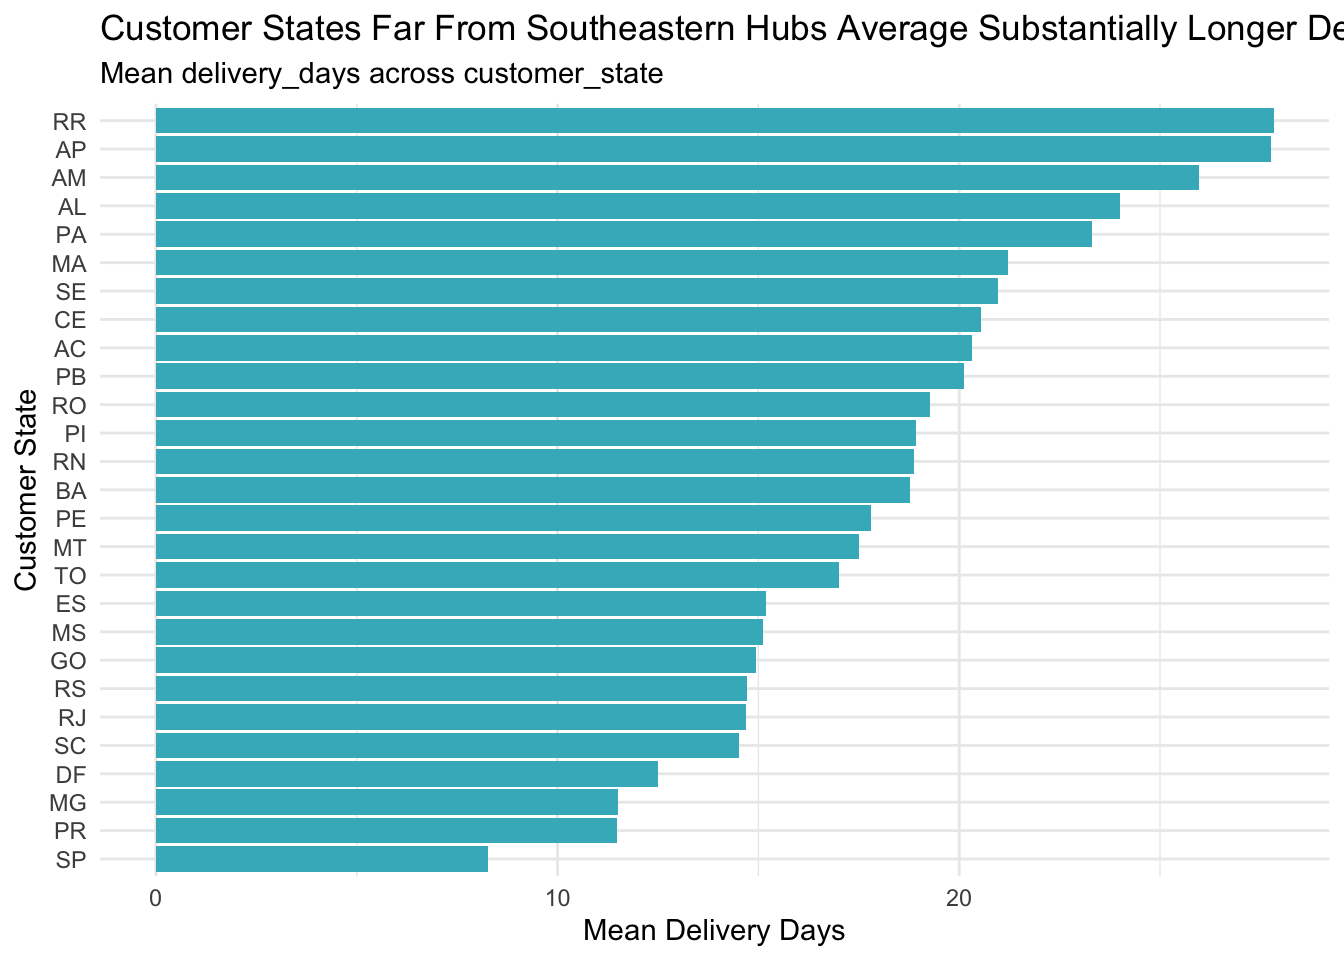 Customer States Far From Southeastern Hubs Average Substantially Longer De
Mean delivery_days across customer_state
RR
AP
AM
AL
PA
MA
SE
CE
AC
PB
RO
PI
RN
BA
PE
MT
TO
ES
MS
GO
RS
RJ
SC
DF
MG
PR
SP
Customer State
0 10 20
Mean Delivery Days